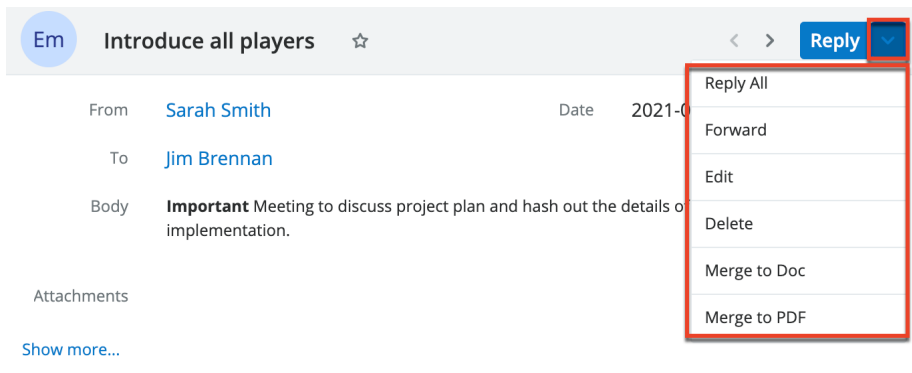 Em
Introduce all players
Reply
Reply All
Forward
Edit
Delete
Merge to Doc
Merge to PDF
From Sarah Smith
Date 2021-0
To Jim Brennan
Body Important Meeting to discuss project plan and hash out the details
implementation.
Attachments
Show more...